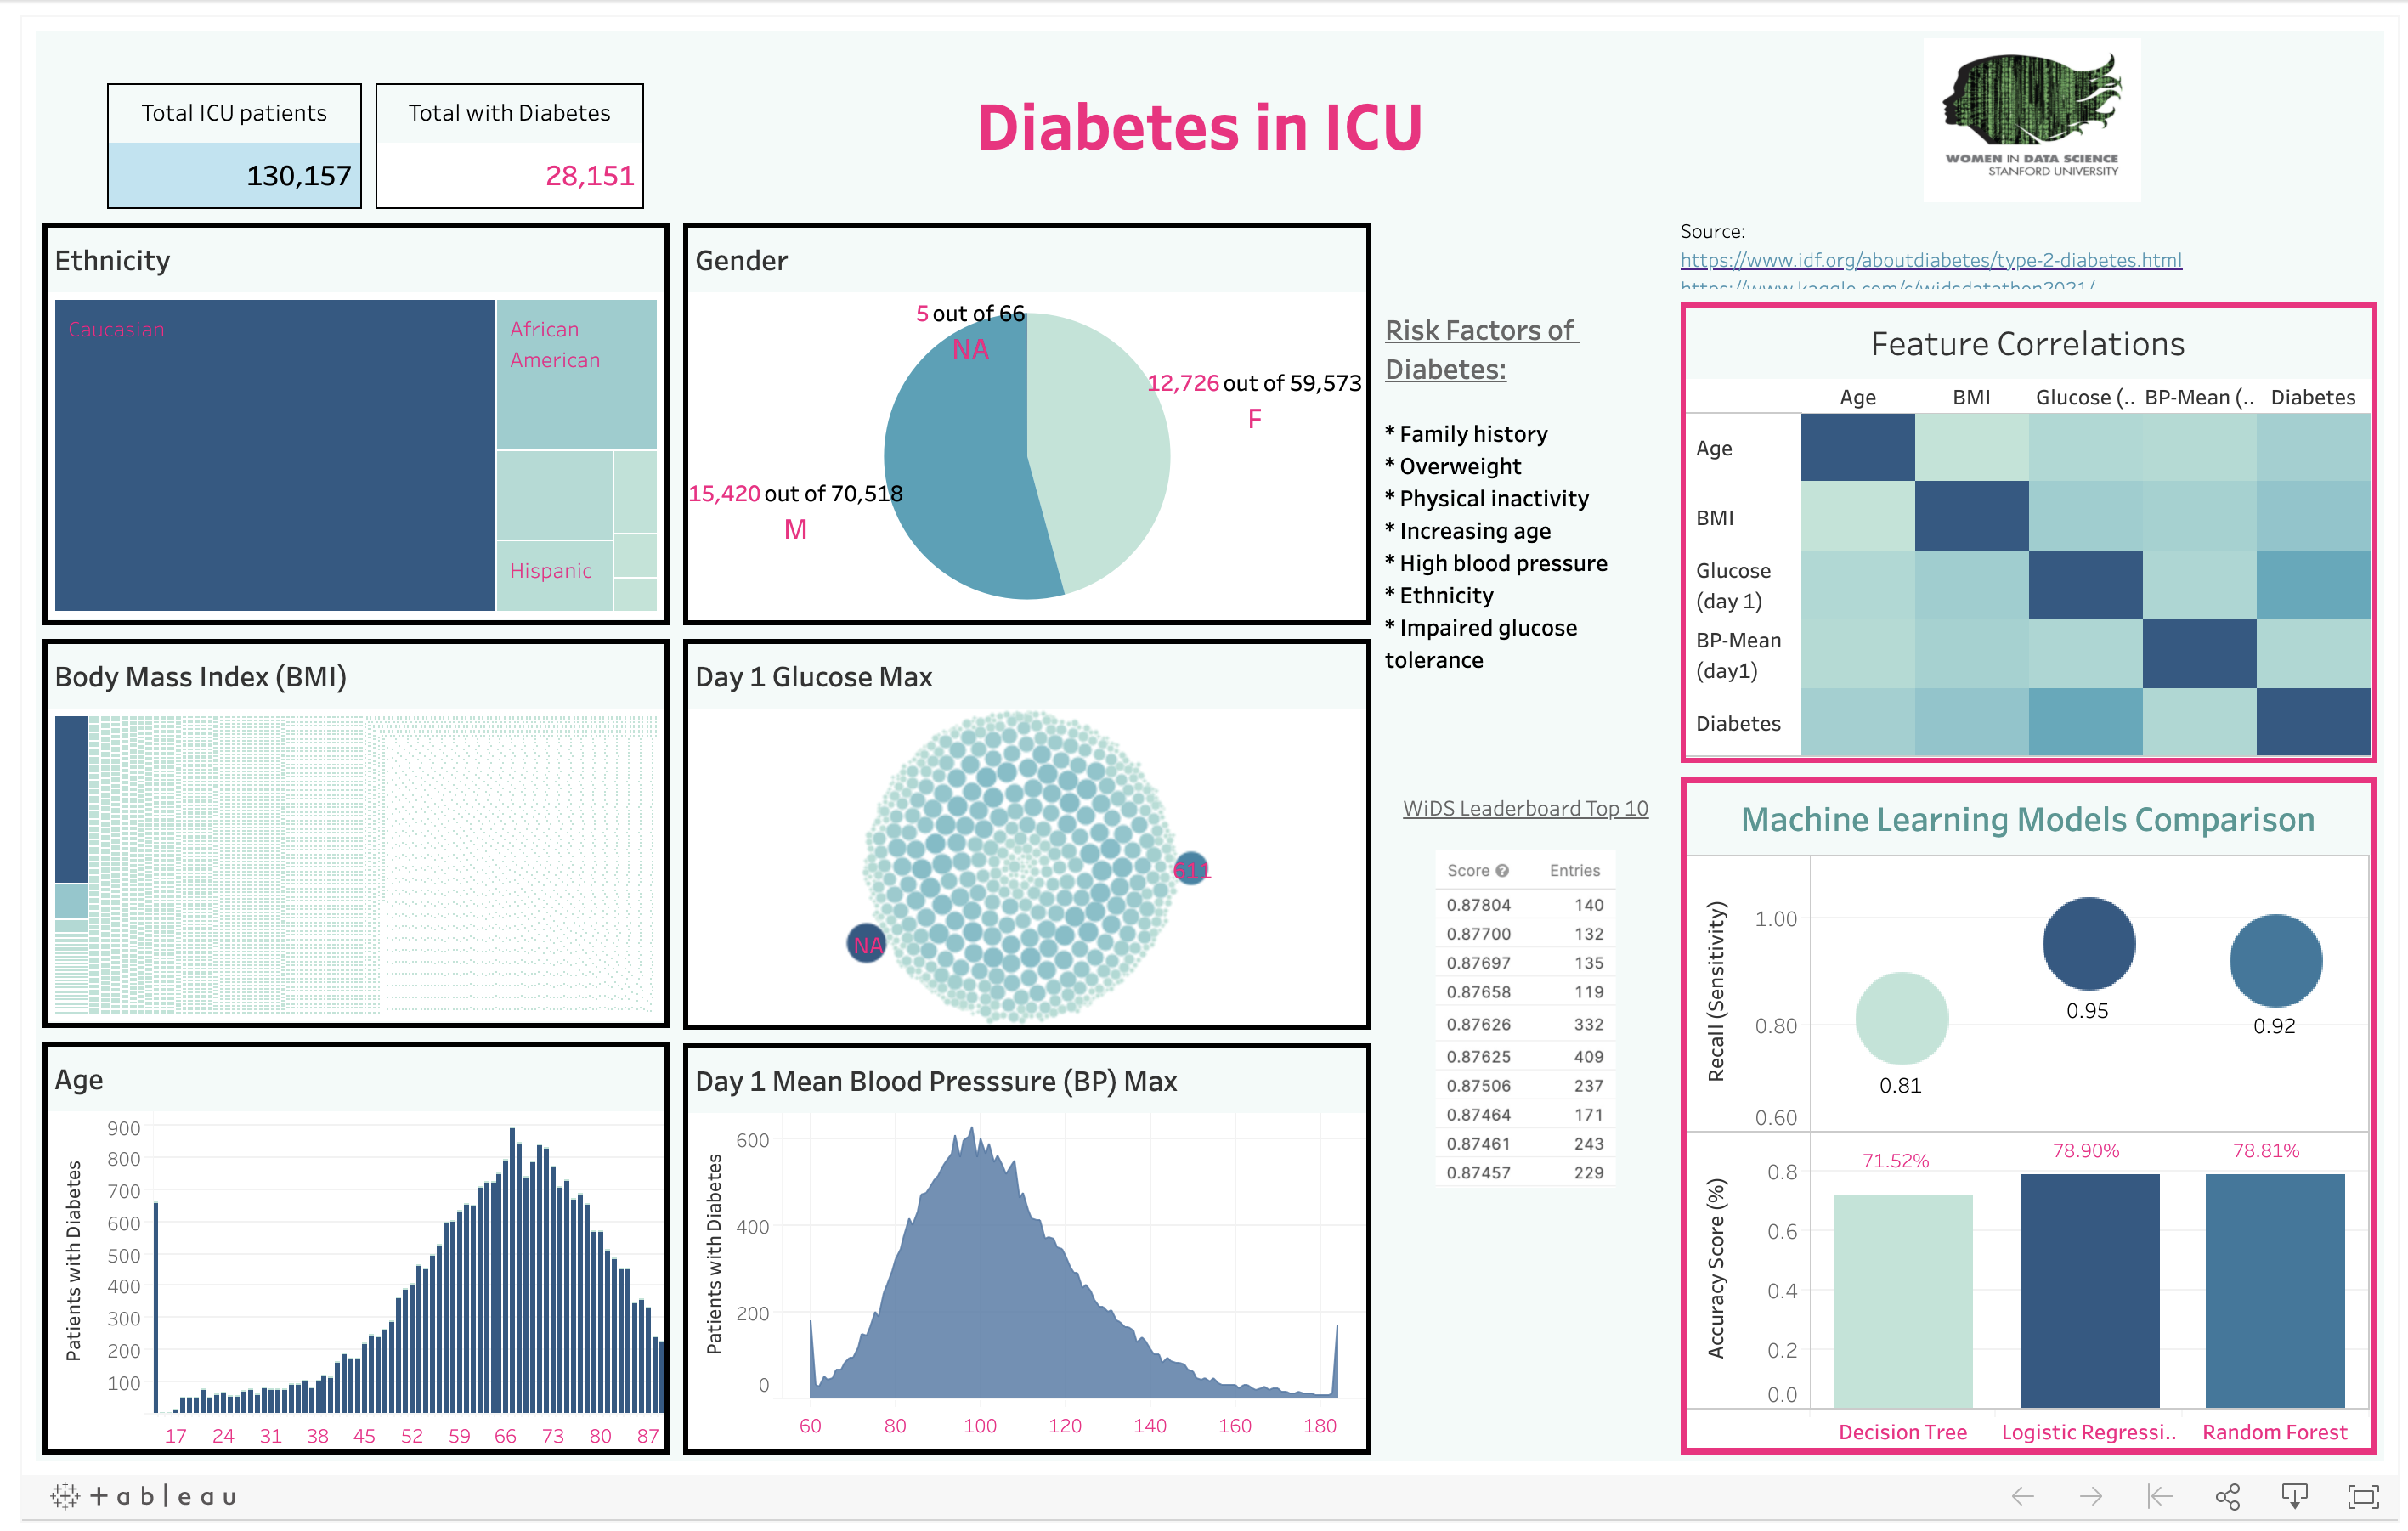 Total ICU patients
130,157
Total with Diabetes
28,151
Diabetes in ICU
WOMEN IN DATA SCIENCE
STANFORD UNIVERSITY
Source:
https://www.idf.org/aboutdiabetes/type-2-diabetes.html
https://www.kaggle.com/c/widsdatathon2021/
Ethnicity
Caucasian
African
American
Hispanic
Gender
5 out of 66
NA
12,726 out of 59,573
F
15,420 out of 70,518
M
Risk Factors of
Diabetes:
* Family history
* Overweight
* Physical inactivity
* Increasing age
* High blood pressure
* Ethnicity
* Impaired glucose
tolerance
Feature Correlations
Age BMI Glucose (.. BP-Mean (.. Diabetes
Age
BMI
Glucose
(day 1)
BP-Mean
(day1)
Diabetes
Body Mass Index (BMI)
Day 1 Glucose Max
611
NA
WiDS Leaderboard Top 10
Score ? Entries
0.87804 140
0.87700 132
0.87697 135
0.87658 119
0.87626 332
0.87625 409
0.87506 237
0.87464 171
0.87461 243
0.87457 229
Machine Learning Models Comparison
Recall (Sensitivity)
1.00
0.80
0.60
0.81
0.95
0.92
Accuracy Score (%)
0.8
0.6
0.4
0.2
0.0
71.52%
78.90%
78.81%
Decision Tree
Logistic Regressi..
Random Forest
Age
Patients with Diabetes
900
800
700
600
500
400
300
200
100
17 24 31 38 45 52 59 66 73 80 87
Day 1 Mean Blood Presssure (BP) Max
Patients with Diabetes
600
400
200
0
60 80 100 120 140 160 180
+ a b | e a u